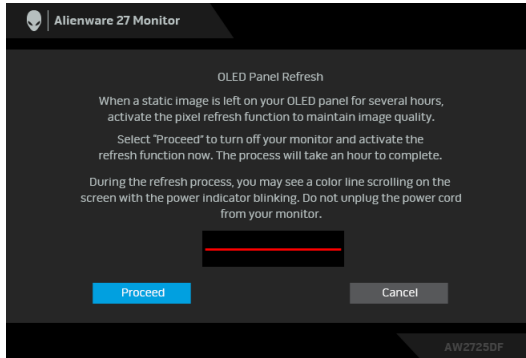 Alienware 27 Monitor
OLED Panel Refresh
When a static image is left on your OLED panel for several hours,
activate the pixel refresh function to maintain image quality.
Select "Proceed" to turn off your monitor and activate the
refresh function now. The process will take an hour to complete.
During the refresh process, you may see a color line scrolling on the
screen with the power indicator blinking. Do not unplug the power cord
from your monitor.
Proceed
Cancel
AW2725DF